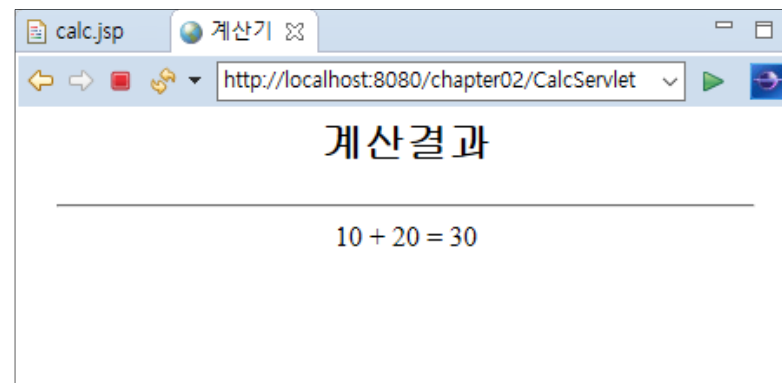 calc.jsp 계산기
http://localhost:8080/chapter02/CalcServlet
계산결과
10 + 20 = 30